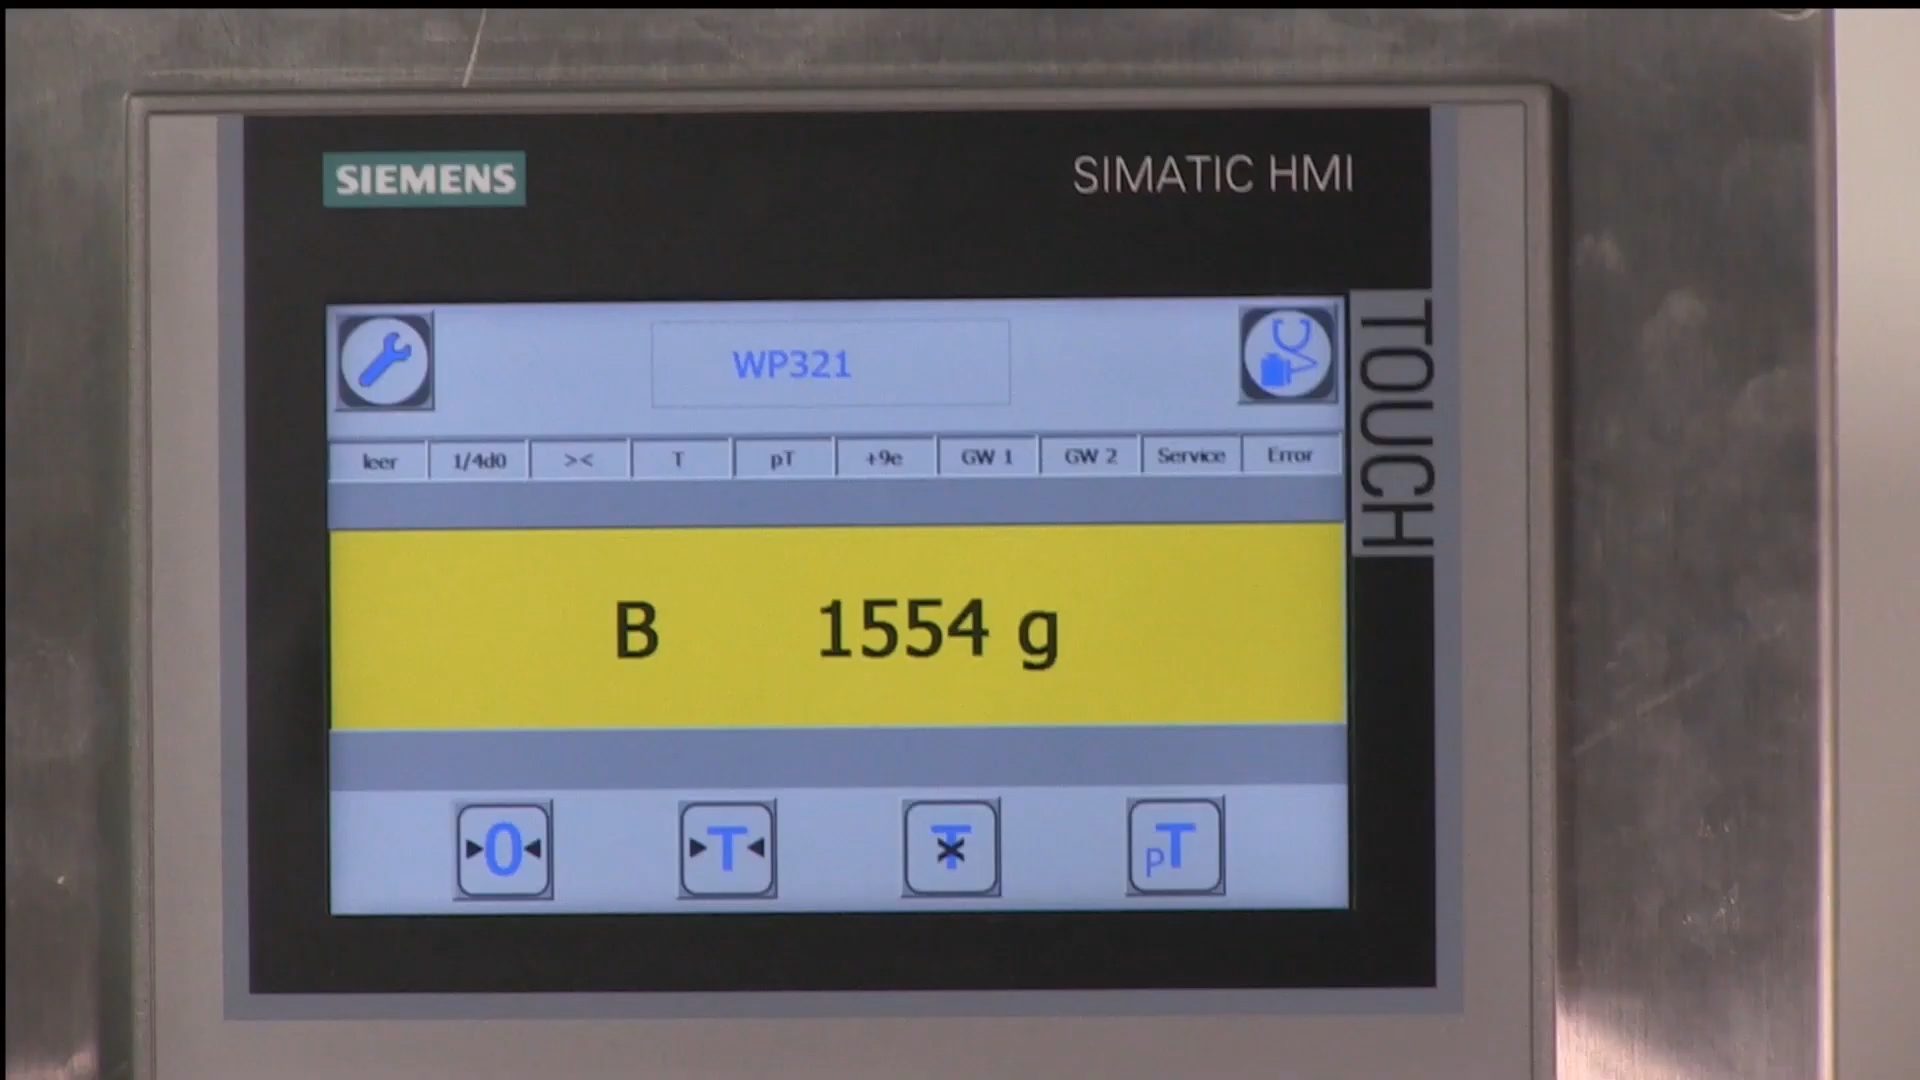 SIEMENS
SIMATIC HMI
TOUCH
WP321
leer 1/4d0 >< T pT +9e GW 1 GW 2 Service Error
B 1554 g
0 T T pT